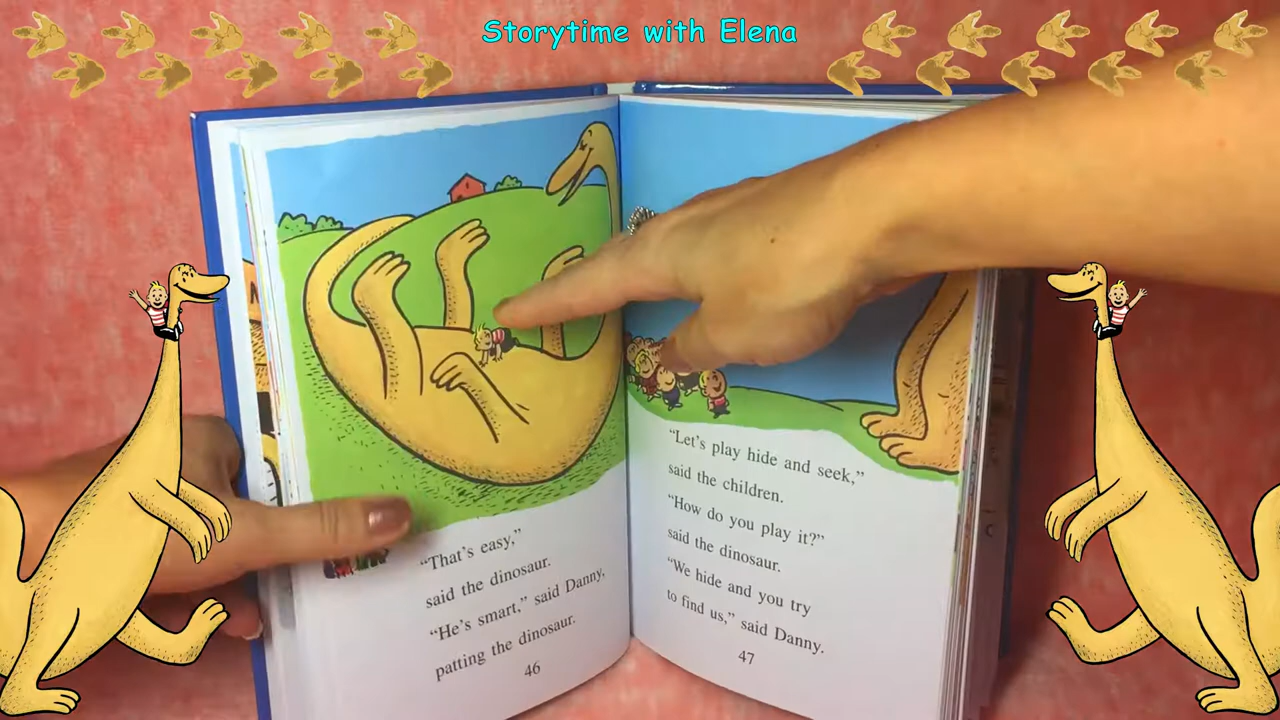 Storytime with Elena
"That's easy,"
said the dinosaur.
"He's smart," said Danny,
patting the dinosaur.
46
"Let's play hide and seek,"
said the children.
"How do you play it?"
said the dinosaur.
"We hide and you try
to find us," said Danny.
47